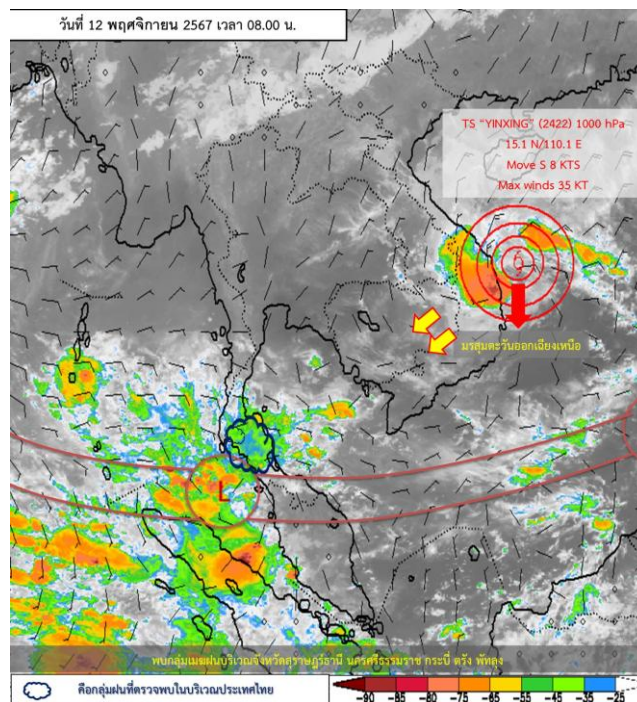 วันที่ 12 พฤศจิกายน 2567 เวลา 08.00 น.
TS "YINXING" (2422) 1000 hPa
15.1 N/110.1 E
Move S 8 KTS
Max winds 35 KT
มรสุมตะวันออกเฉียงเหนือ
L
พบกลุ่มเมฆฝนบริเวณจังหวัดสุราษฎร์ธานี นครศรีธรรมราช กระบี่ ตรัง พัทลุง
คือกลุ่มฝนที่ตรวจพบในบริเวณประเทศไทย
-90 -85 -80 -75 -65 -55 -45 -35 -25